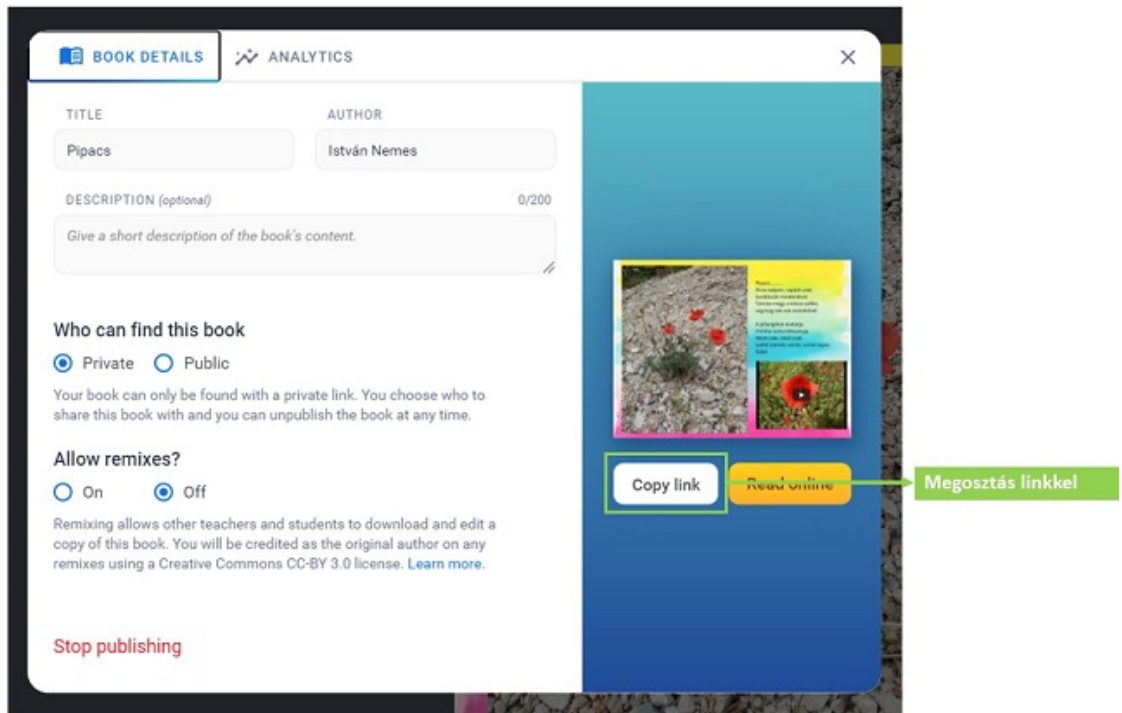 BOOK DETAILS
ANALYTICS
TITLE
AUTHOR
Pipacs
István Nemes
DESCRIPTION (optional)
0/200
Give a short description of the book's content.
Who can find this book
Private
Public
Your book can only be found with a private link. You choose who to
share this book with and you can unpublish the book at any time.
Allow remixes?
On
Off
Remixing allows other teachers and students to download and edit a
copy of this book. You will be credited as the original author on any
remixes using a Creative Commons CC-BY 3.0 license. Learn more.
Stop publishing
Copy link
Read online
Megosztás linkkel